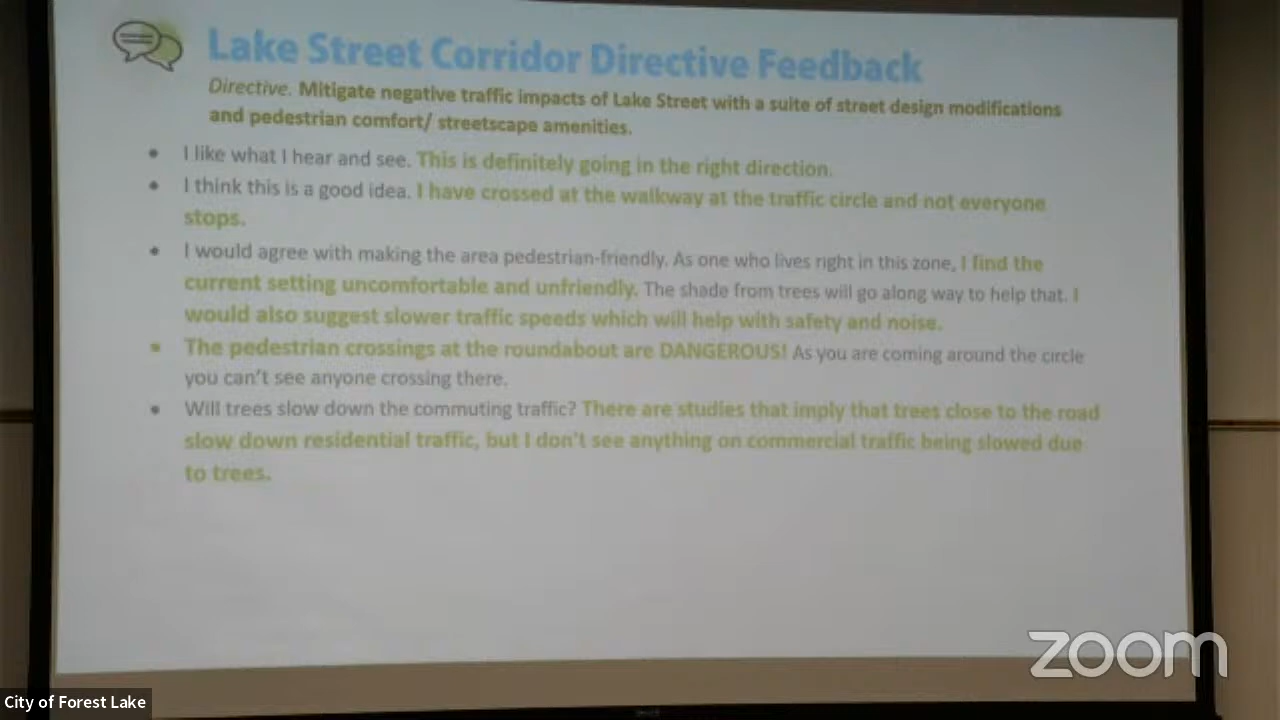 Lake Street Corridor Directive Feedback
Directive. Mitigate negative traffic impacts of Lake Street with a suite of street design modifications
and pedestrian comfort/ streetscape amenities.
• I like what I hear and see. This is definitely going in the right direction.
• I think this is a good idea. I have crossed at the walkway at the traffic circle and not everyone
stops.
• I would agree with making the area pedestrian-friendly. As one who lives right in this zone, I find the
current setting uncomfortable and unfriendly. The shade from trees will go along way to help that. I
would also suggest slower traffic speeds which will help with safety and noise.
• The pedestrian crossings at the roundabout are DANGEROUS! As you are coming around the circle
you can't see anyone crossing there.
• Will trees slow down the commuting traffic? There are studies that imply that trees close to the road
slow down residential traffic, but I don't see anything on commercial traffic being slowed due
to trees.
zoom
City of Forest Lake